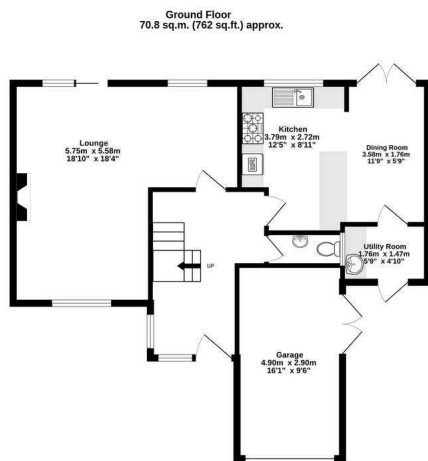 Ground Floor
70.8 sq.m. (762 sq.ft.) approx.
Lounge
5.75m x 5.58m
18'10" x 18'4"
Kitchen
3.79m x 2.72m
12'5" x 8'11"
Dining Room
3.58m x 1.76m
11'9" x 5'9"
Utility Room
1.76m x 1.47m
5'9" x 4'10"
UP
Garage
4.90m x 2.90m
16'1" x 9'6"